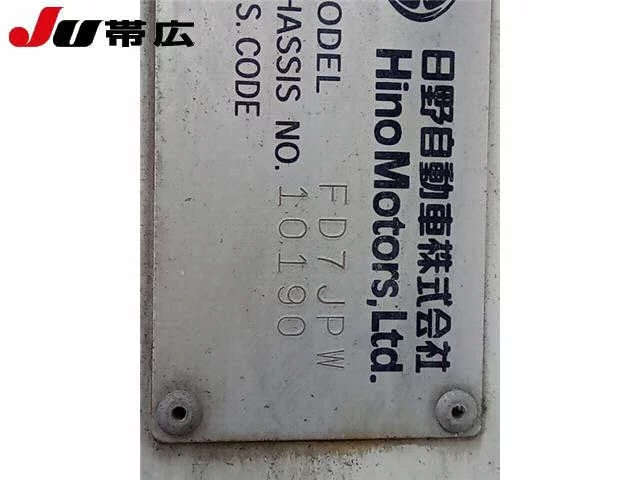 JU帯広
日野自動車株式会社
Hino Motors, Ltd.
ODEL FD7JPW
HASSIS NO. 10190
S. CODE